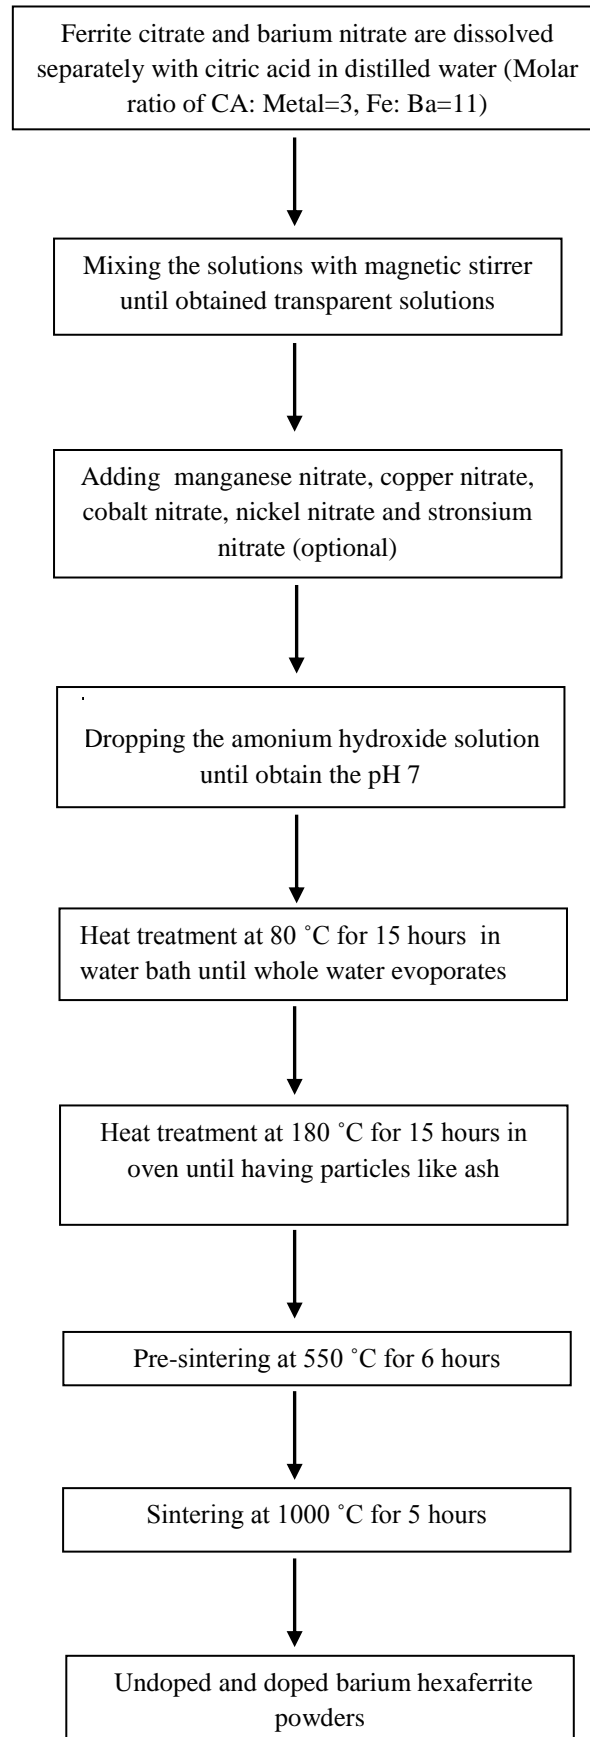 Ferrite citrate and barium nitrate are dissolved
separately with citric acid in distilled water (Molar
ratio of CA: Metal=3, Fe: Ba=11)
Mixing the solutions with magnetic stirrer
until obtained transparent solutions
Adding manganese nitrate, copper nitrate,
cobalt nitrate, nickel nitrate and stronsium
nitrate (optional)
Dropping the amonium hydroxide solution
until obtain the pH 7
Heat treatment at 80 ˚C for 15 hours in
water bath until whole water evoporates
Heat treatment at 180 ˚C for 15 hours in
oven until having particles like ash
Pre-sintering at 550 ˚C for 6 hours
Sintering at 1000 ˚C for 5 hours
Undoped and doped barium hexaferrite
powders